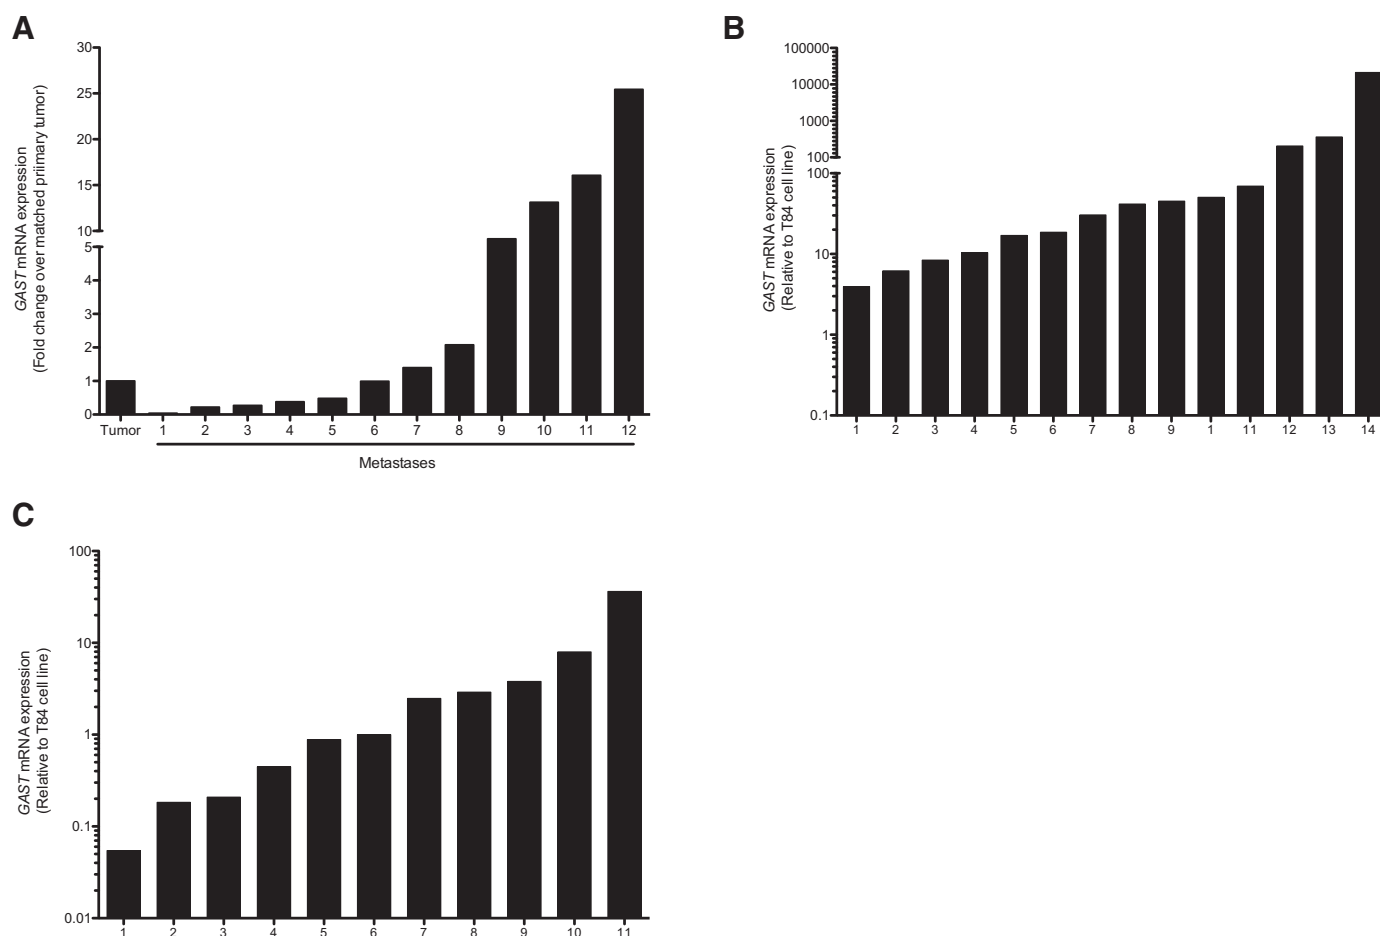 A
GAST mRNA expression
(Fold change over matched priimary tumor)
30
25
20
15
10
5
4
3
2
1
0
Tumor 1 2 3 4 5 6 7 8 9 10 11 12
Metastases
B
GAST mRNA expression
(Relative to T84 cell line)
100000
10000
1000
100
100
10
1
0.1
1 2 3 4 5 6 7 8 9 1 11 12 13 14
C
GAST mRNA expression
(Relative to T84 cell line)
100
10
1
0.1
0.01
1 2 3 4 5 6 7 8 9 10 11